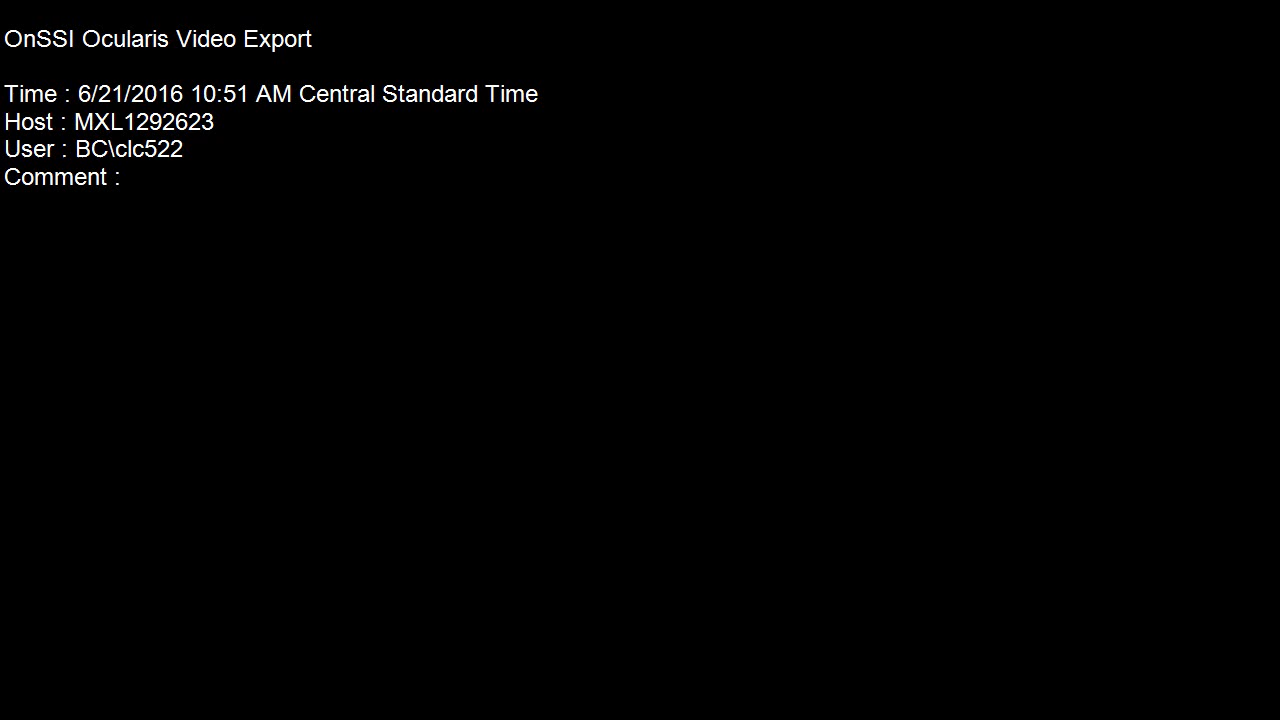 OnSSI Ocularis Video Export
Time : 6/21/2016 10:51 AM Central Standard Time
Host : MXL1292623
User : BC\clc522
Comment :